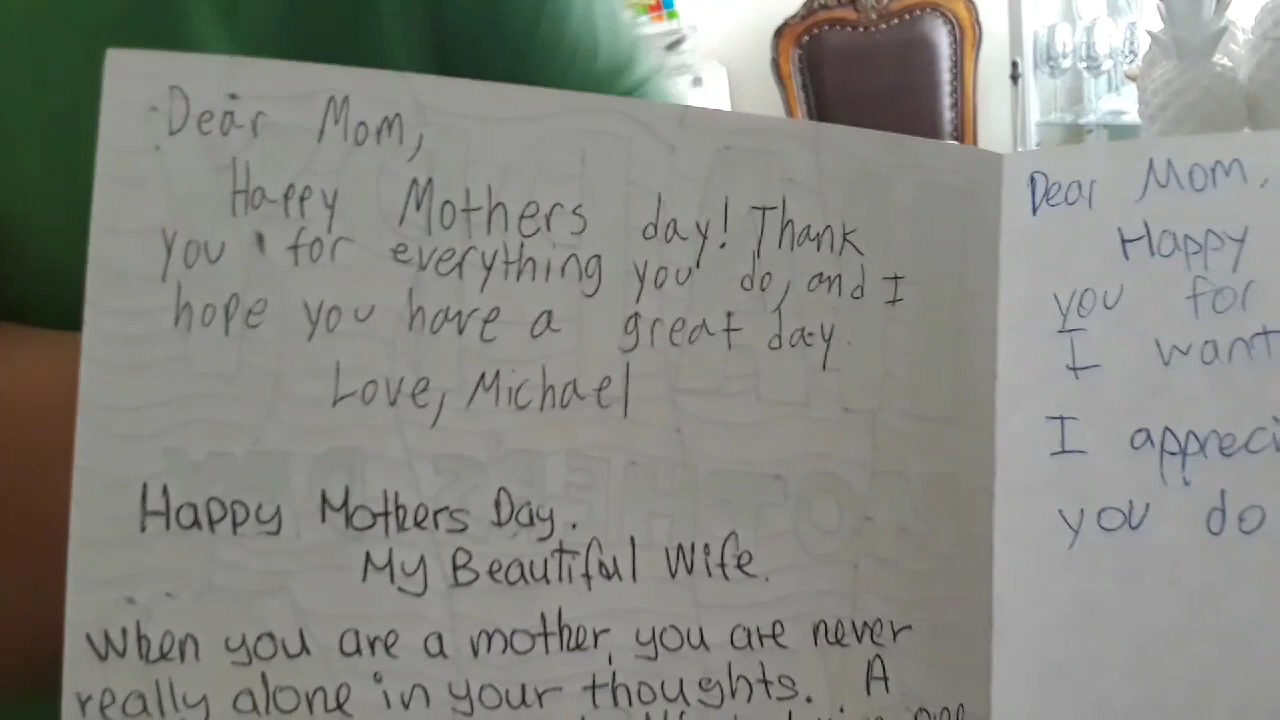 Dear Mom,
Happy Mothers day! Thank
you for everything you do, and I
hope you have a great day.
Love, Michael
Happy Mothers Day.
My Beautiful Wife.
When you are a mother, you are never
really alone in your thoughts. A
Dear Mom,
Happy
you for
I want
I appreci
you do